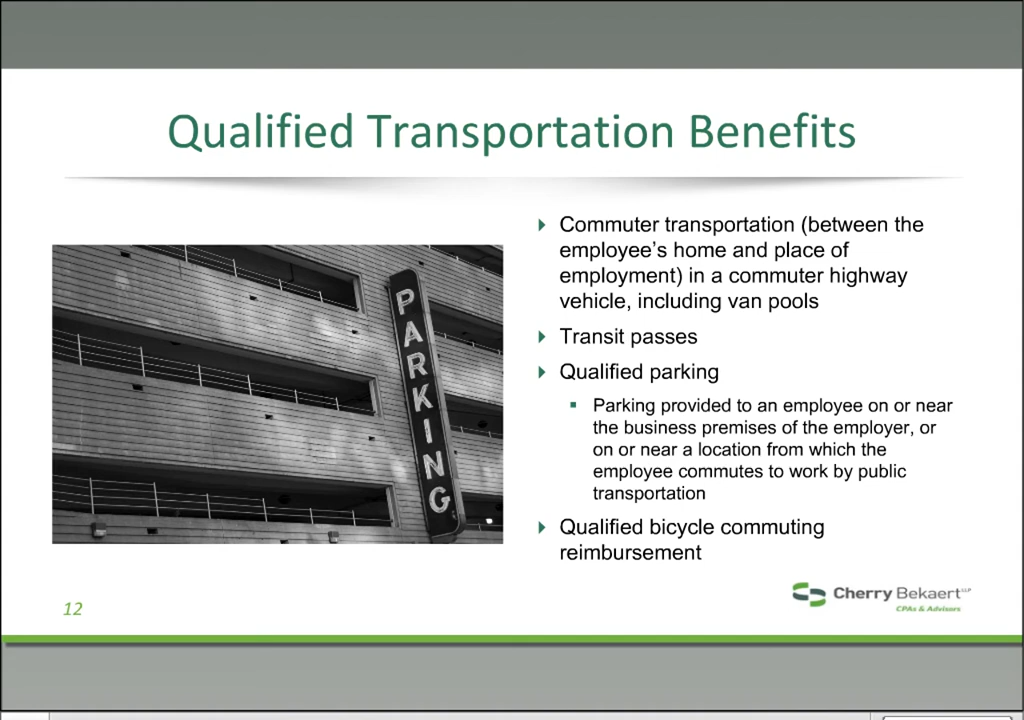 Qualified Transportation Benefits
Commuter transportation (between the
employee's home and place of
employment) in a commuter highway
vehicle, including van pools
Transit passes
Qualified parking
Parking provided to an employee on or near
the business premises of the employer, or
on or near a location from which the
employee commutes to work by public
transportation
Qualified bicycle commuting
reimbursement
PARKING
12
Cherry Bekaert LLP
CPAs & Advisors